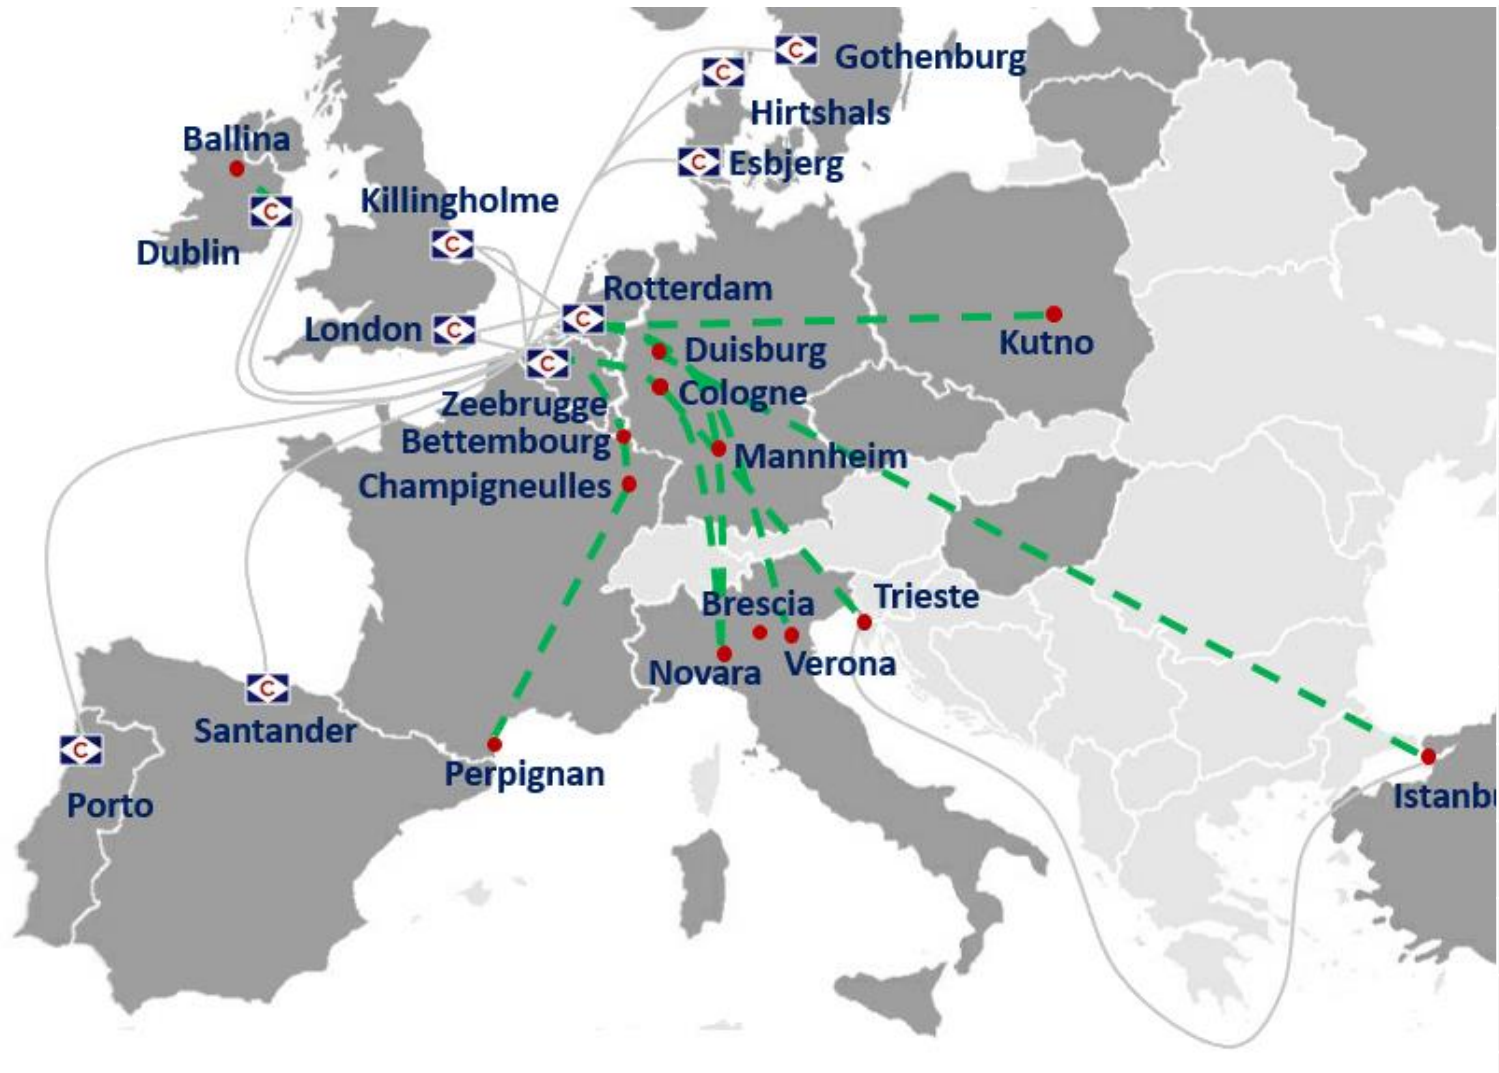 Gothenburg
Hirtshals
Ballina
Esbjerg
Killingholme
Dublin
Rotterdam
London
Kutno
Duisburg
Cologne
Zeebrugge
Bettembourg
Mannheim
Champigneulles
Trieste
Brescia
Verona
Novara
Santander
Perpignan
Porto
Istanbu
C
C
C
C
C
C
C
C
C
C